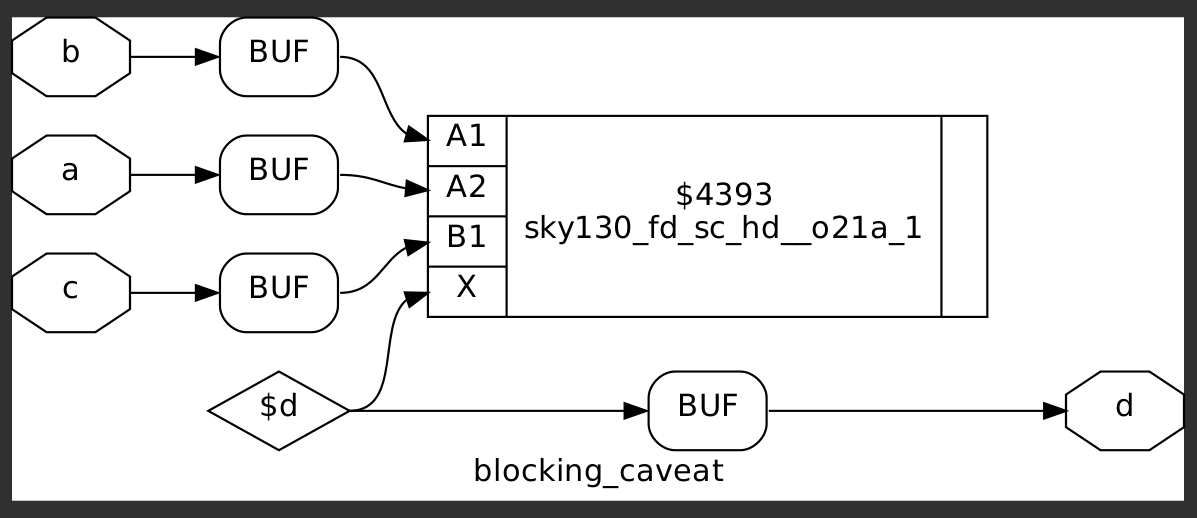 b
BUF
a
BUF
c
BUF
A1
A2
B1
X
$4393
sky130_fd_sc_hd__o21a_1
$d
BUF
d
blocking_caveat